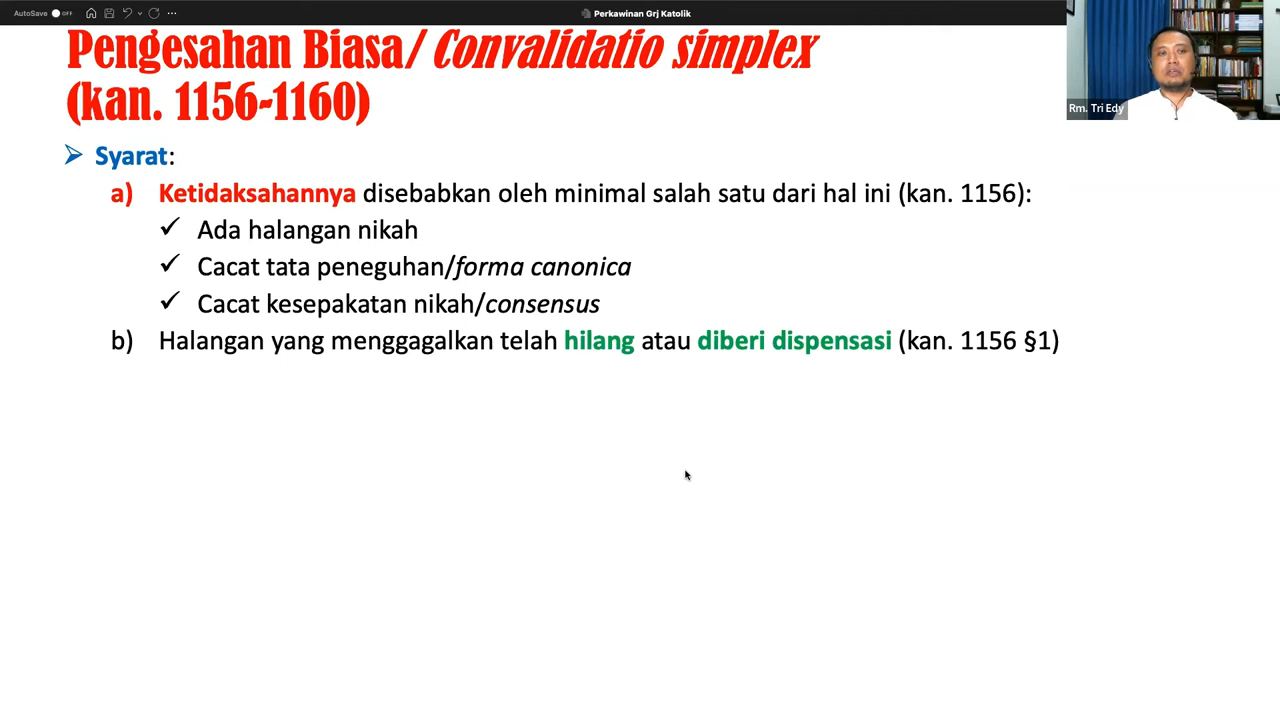 AutoSave OFF
Perkawinan Grj Katolik
Pengesahan Biasa/ Convalidatio simplex
(kan. 1156-1160)
Rm. Tri Edy
➢ Syarat:
a) Ketidaksahannya disebabkan oleh minimal salah satu dari hal ini (kan. 1156):
✓ Ada halangan nikah
✓ Cacat tata peneguhan/forma canonica
✓ Cacat kesepakatan nikah/consensus
b) Halangan yang menggagalkan telah hilang atau diberi dispensasi (kan. 1156 §1)